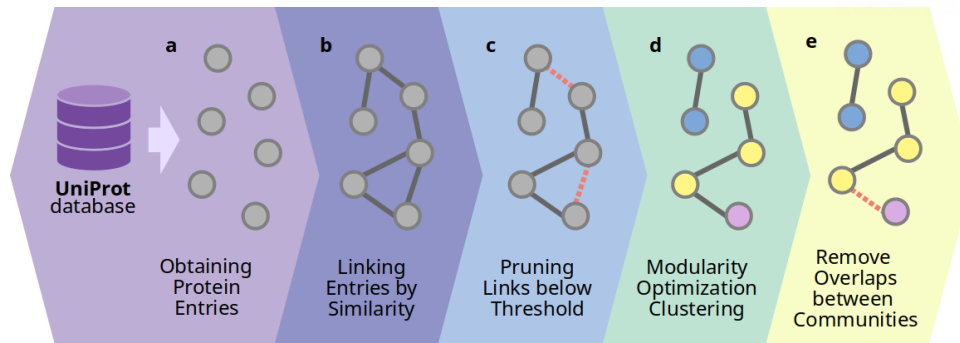 a
UniProt
database
Obtaining
Protein
Entries
b
Linking
Entries by
Similarity
c
Pruning
Links below
Threshold
d
Modularity
Optimization
Clustering
e
Remove
Overlaps
between
Communities